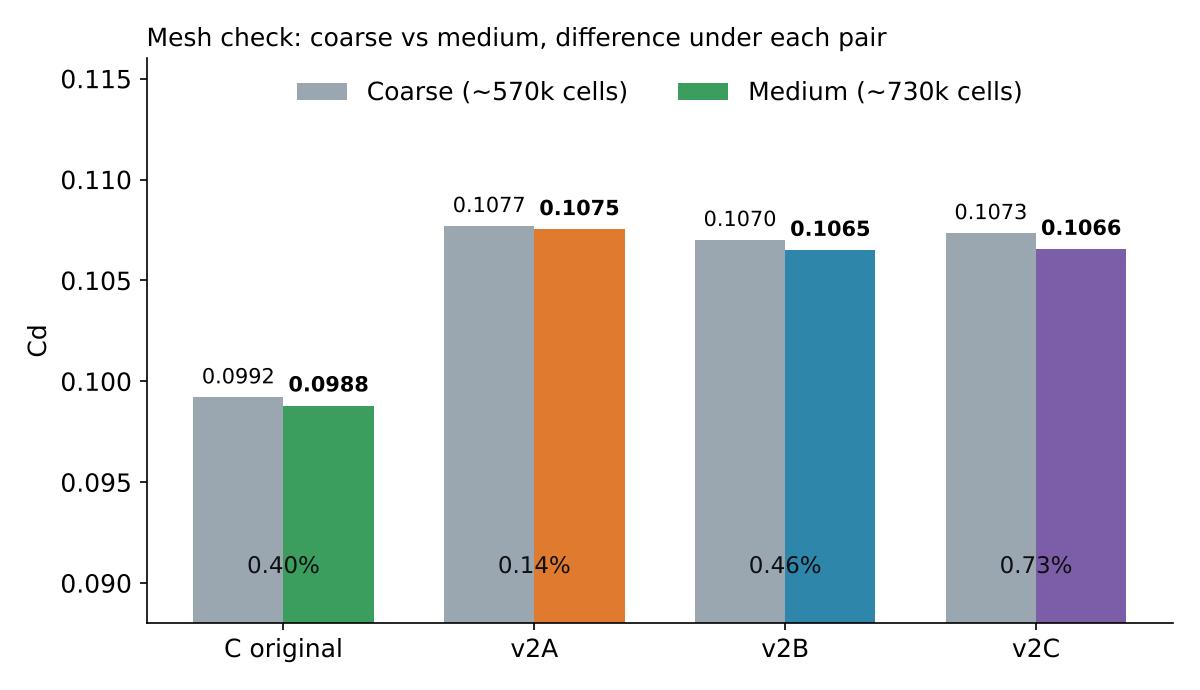 Mesh check: coarse vs medium, difference under each pair
0.115
Coarse (~570k cells)
Medium (~730k cells)
0.110
0.1077
0.1075
0.1070
0.1065
0.1073
0.1066
0.105
Cd
0.100
0.0992
0.0988
0.095
0.40%
0.14%
0.46%
0.73%
0.090
C original
v2A
v2B
v2C